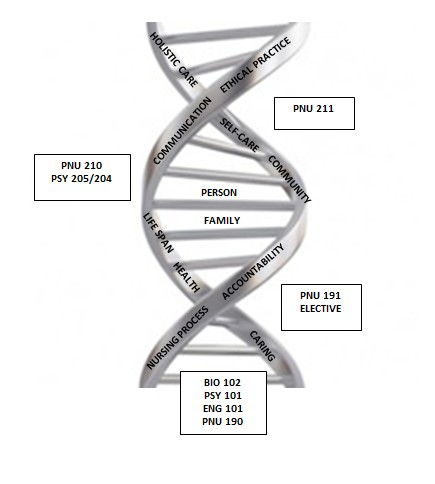 HOLISTIC CARE
ETHICAL PRACTICE
PNU 211
COMMUNICATION
SELF-CARE
COMMUNITY
PNU 210
PSY 205/204
PERSON
FAMILY
LIFE SPAN
HEALTH
ACCOUNTABILITY
PNU 191
ELECTIVE
NURSING PROCESS
CARING
BIO 102
PSY 101
ENG 101
PNU 190